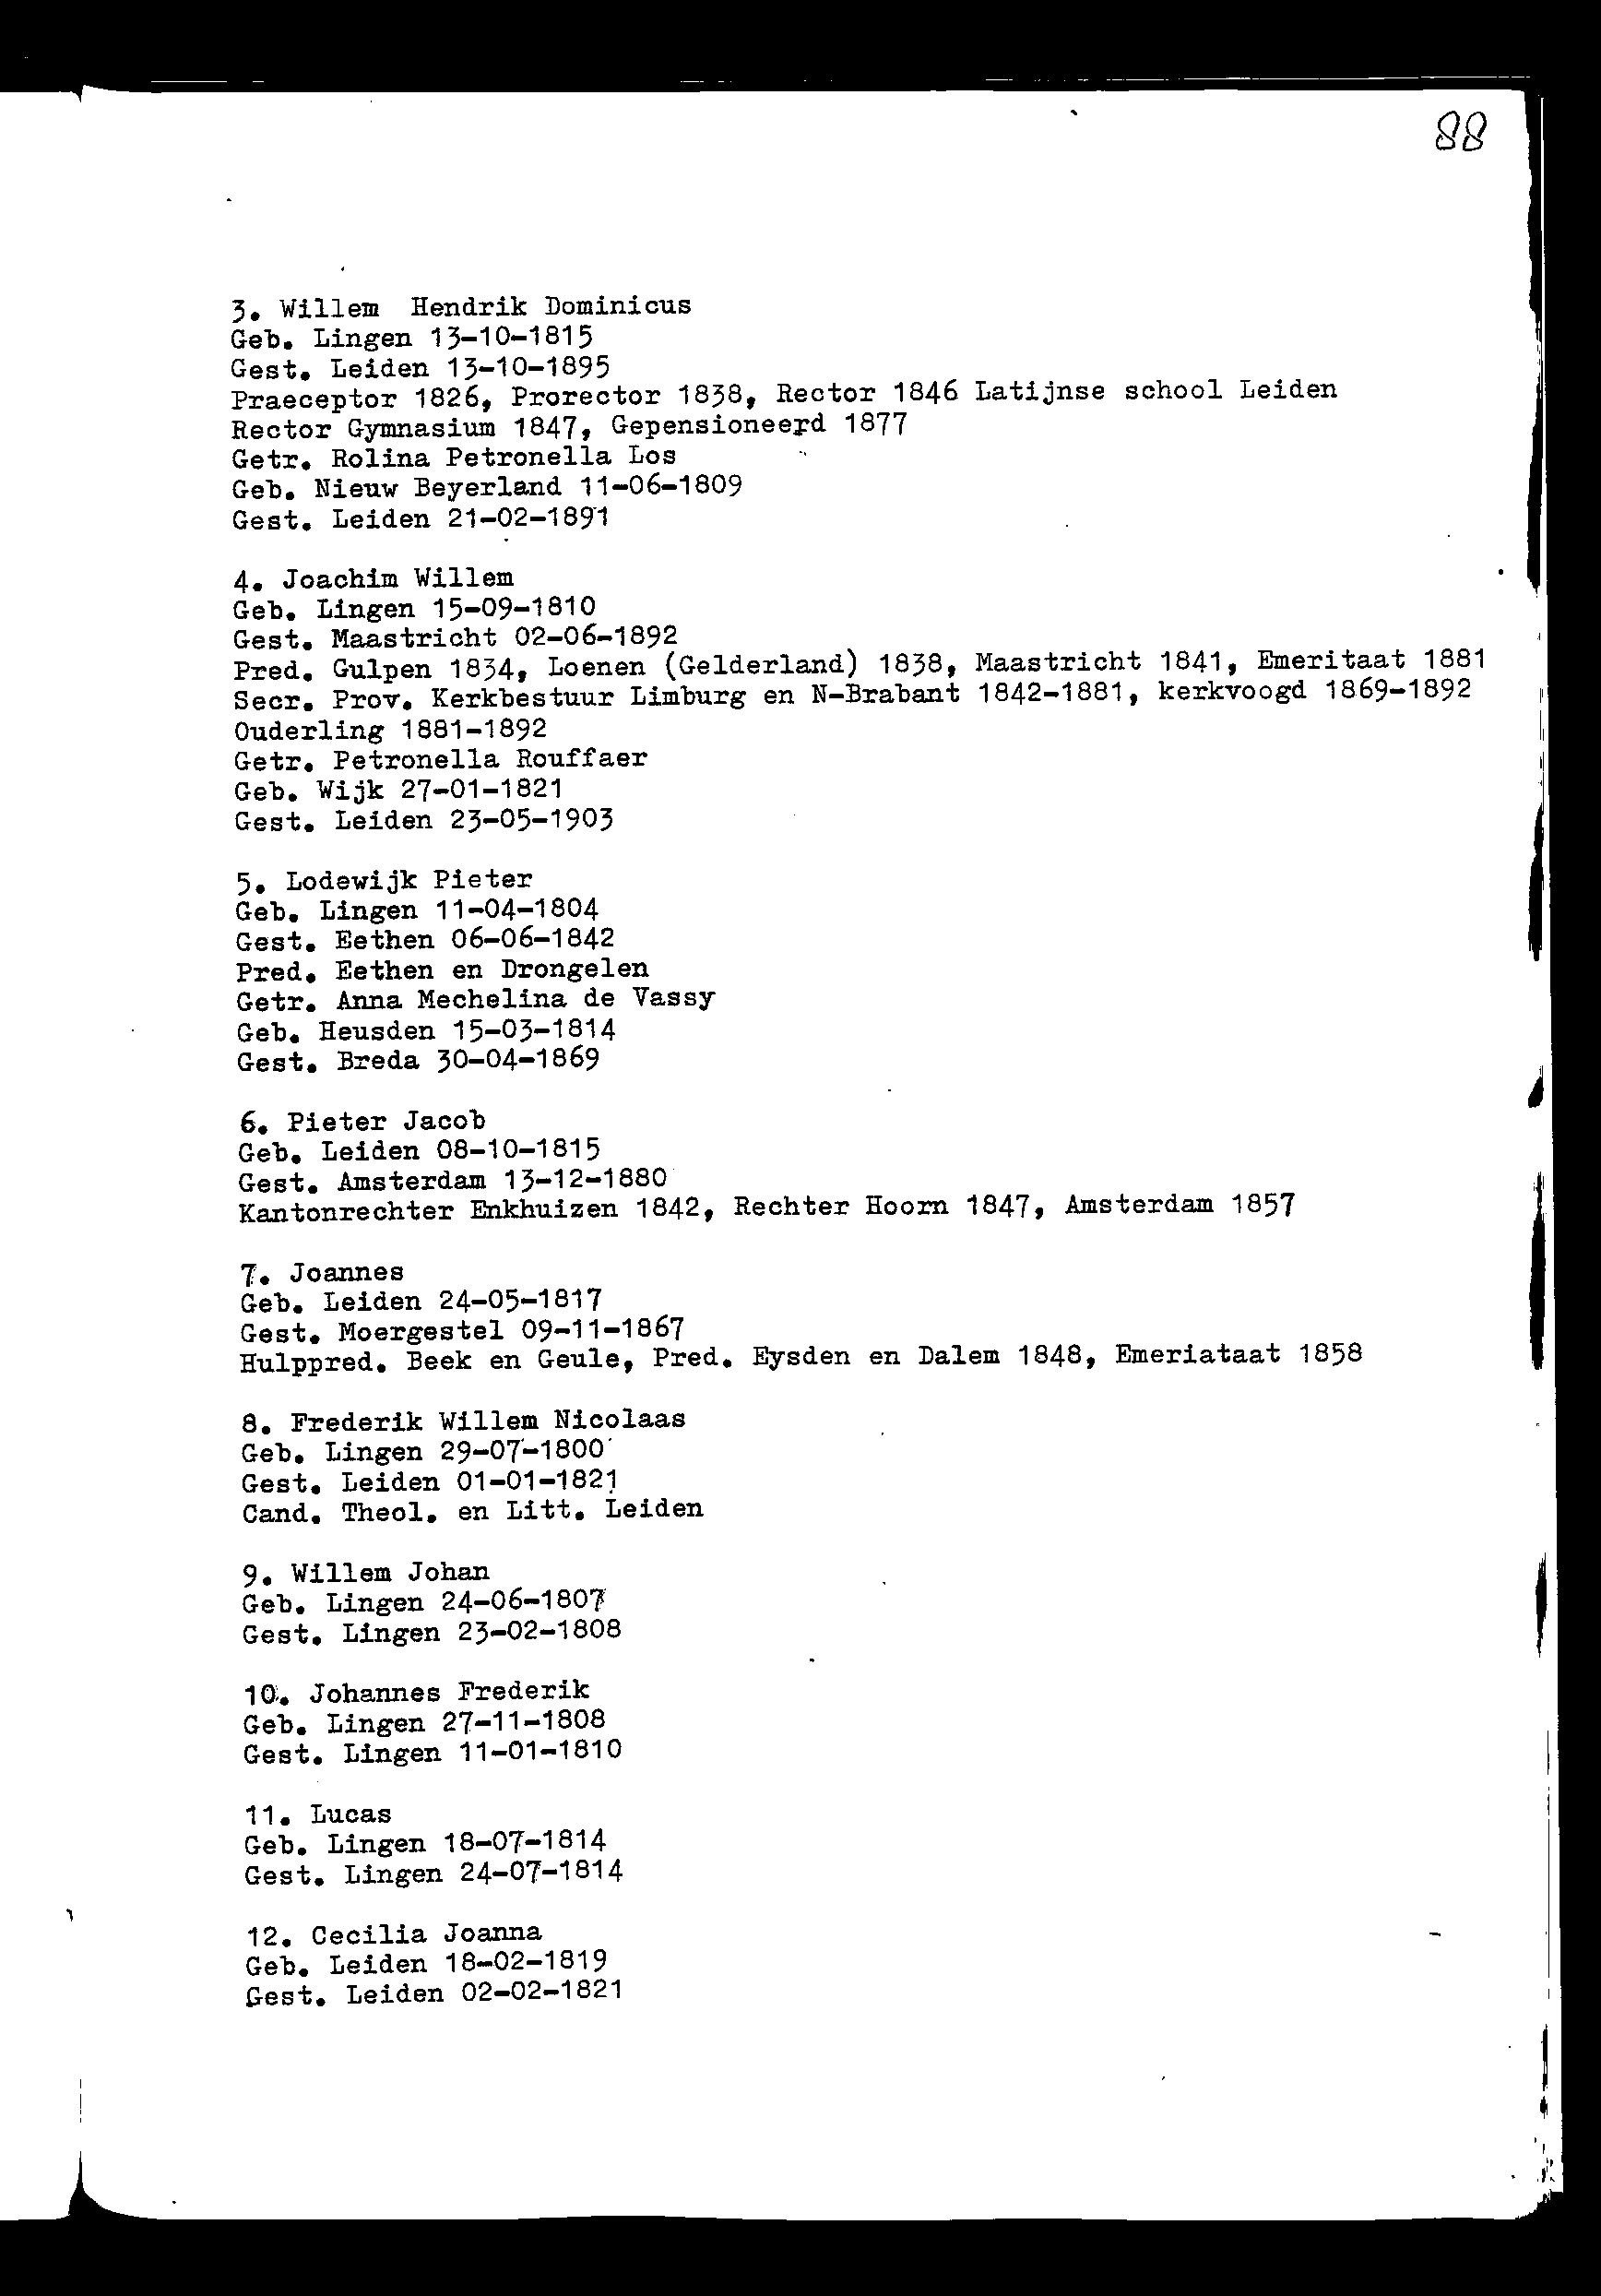 88
3. Willem Hendrik Dominicus
Geb. Lingen 13-10-1815
Gest. Leiden 13-10-1895
Praeceptor 1826, Prorector 1838, Rector 1846 Latijnse school Leiden
Rector Gymnasium 1847, Gepensioneerd 1877
Getr. Rolina Petronella Los
Geb. Nieuw Beyerland 11-06-1809
Gest. Leiden 21-02-1891
4. Joachim Willem
Geb. Lingen 15-09-1810
Gest. Maastricht 02-06-1892
Pred. Gulpen 1834, Loenen (Gelderland) 1838, Maastricht 1841, Emeritaat 1881
Secr. Prov. Kerkbestuur Limburg en N-Brabant 1842-1881, kerkvoogd 1869-1892
Ouderling 1881-1892
Getr. Petronella Rouffaer
Geb. Wijk 27-01-1821
Gest. Leiden 23-05-1903
5. Lodewijk Pieter
Geb. Lingen 11-04-1804
Gest. Eethen 06-06-1842
Pred. Eethen en Drongelen
Getr. Anna Mechelina de Vassy
Geb. Heusden 15-03-1814
Gest. Breda 30-04-1869
6. Pieter Jacob
Geb. Leiden 08-10-1815
Gest. Amsterdam 13-12-1880
Kantonrechter Enkhuizen 1842, Rechter Hoorn 1847, Amsterdam 1857
7. Joannes
Geb. Leiden 24-05-1817
Gest. Moergestel 09-11-1867
Hulppred. Beek en Geule, Pred. Eysden en Dalem 1848, Emeriataat 1858
8. Frederik Willem Nicolaas
Geb. Lingen 29-07-1800
Gest. Leiden 01-01-1821
Cand. Theol. en Litt. Leiden
9. Willem Johan
Geb. Lingen 24-06-1807
Gest. Lingen 23-02-1808
10. Johannes Frederik
Geb. Lingen 27-11-1808
Gest. Lingen 11-01-1810
11. Lucas
Geb. Lingen 18-07-1814
Gest. Lingen 24-07-1814
12. Cecilia Joanna
Geb. Leiden 18-02-1819
Gest. Leiden 02-02-1821